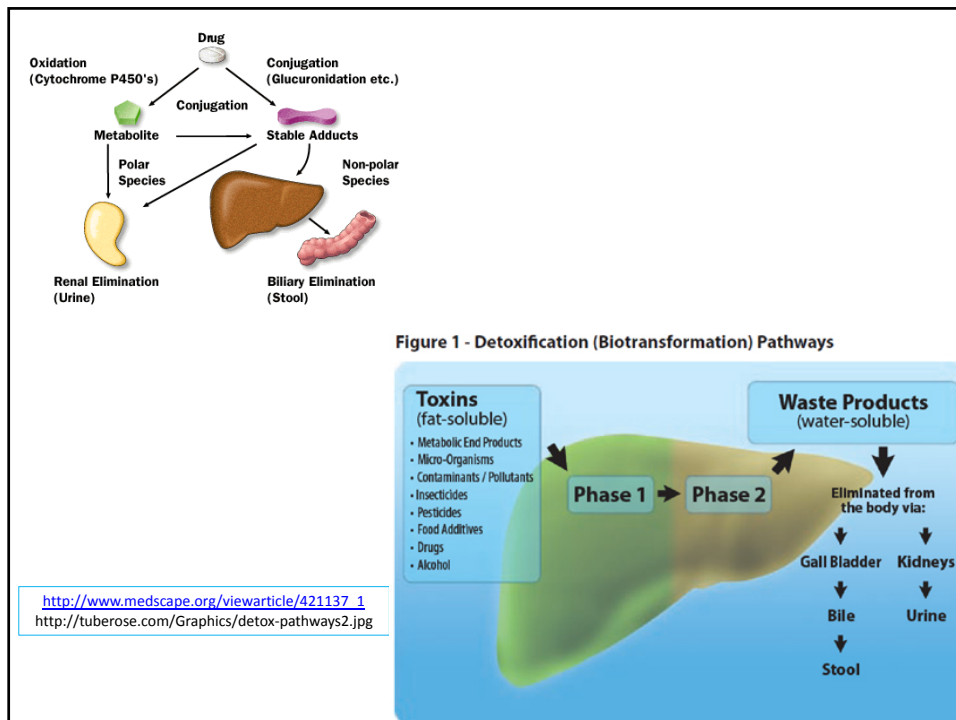 Drug
Oxidation
(Cytochrome P450's)
Conjugation
(Glucuronidation etc.)
Conjugation
Metabolite
Stable Adducts
Polar
Species
Non-polar
Species
Renal Elimination
(Urine)
Biliary Elimination
(Stool)
Figure 1 - Detoxification (Biotransformation) Pathways
Toxins
(fat-soluble)
• Metabolic End Products
• Micro-Organisms
• Contaminants / Pollutants
• Insecticides
• Pesticides
• Food Additives
• Drugs
• Alcohol
Phase 1
Phase 2
Waste Products
(water-soluble)
Eliminated from
the body via:
Gall Bladder
Kidneys
Bile
Urine
Stool
http://www.medscape.org/viewarticle/421137_1
http://tuberose.com/Graphics/detox-pathways2.jpg